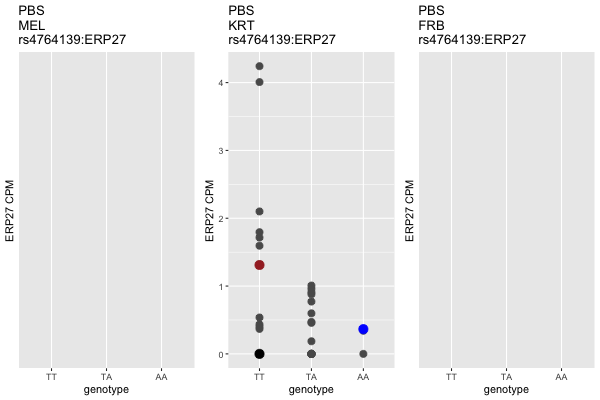 PBS
MEL
rs4764139:ERP27
ERP27 CPM
TT TA AA
genotype
PBS
KRT
rs4764139:ERP27
ERP27 CPM
4
3
2
1
0
TT TA AA
genotype
PBS
FRB
rs4764139:ERP27
ERP27 CPM
TT TA AA
genotype